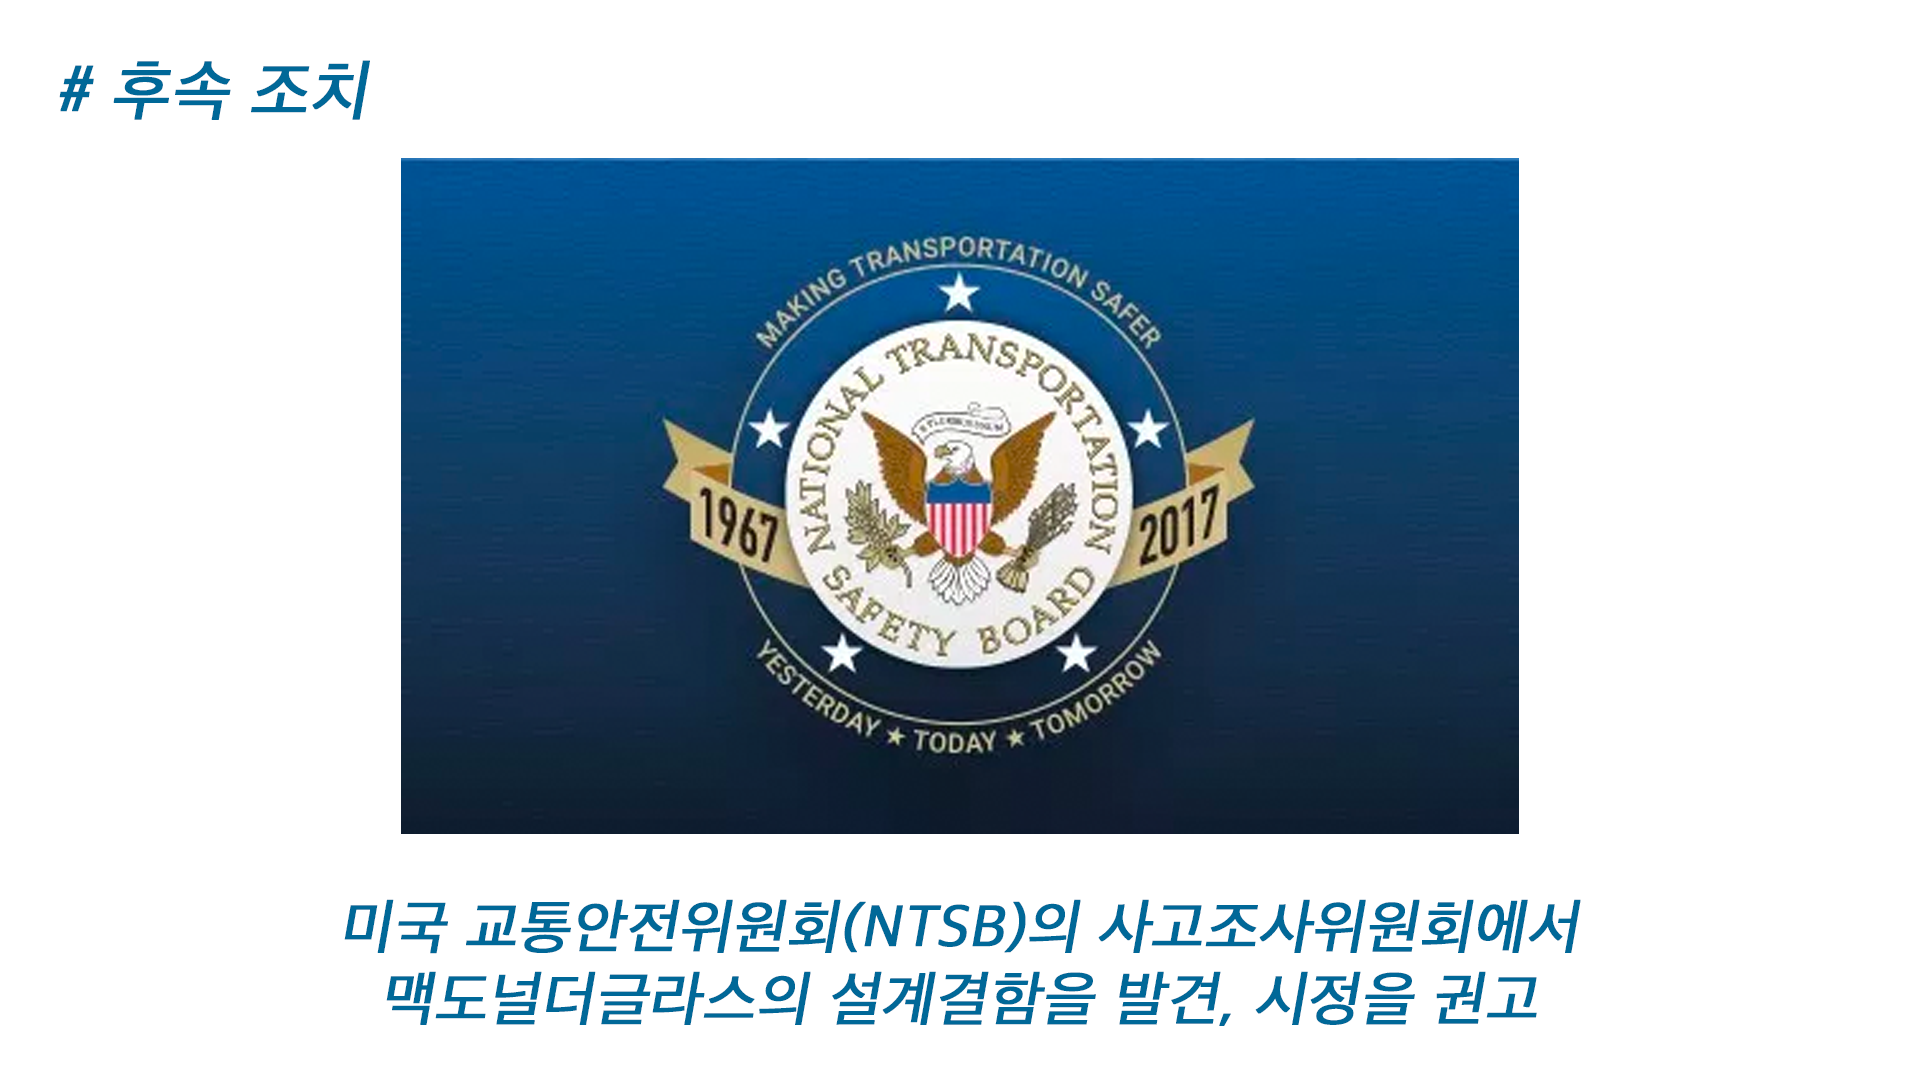 # 후속 조치
MAKING TRANSPORTATION SAFER
NATIONAL TRANSPORTATION
SAFETY BOARD
1967
2017
YESTERDAY ★ TODAY ★ TOMORROW
미국 교통안전위원회(NTSB)의 사고조사위원회에서
맥도널더글라스의 설계결함을 발견, 시정을 권고